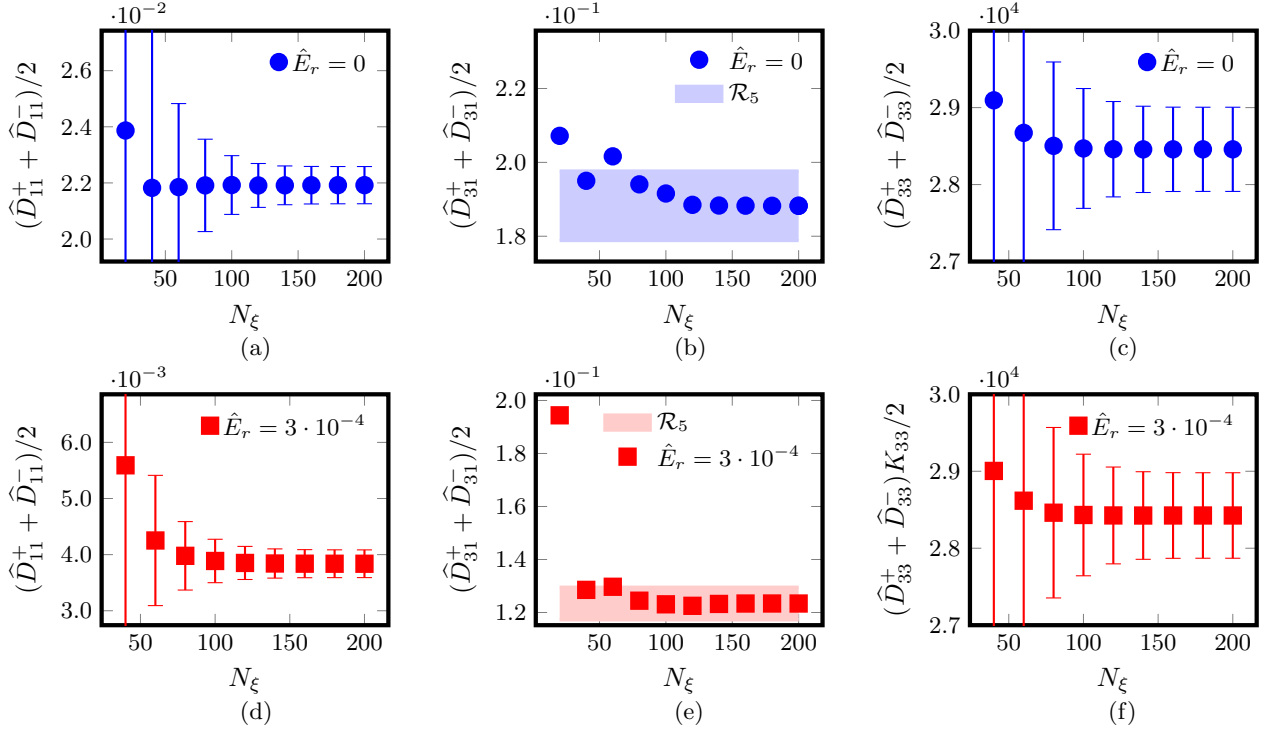 ·10⁻²
(D̂₁₁⁺ + D̂₁₁⁻)/2
2.6
2.4
2.2
2.0
Ê_r = 0
50 100 150 200
N_ξ
(a)
·10⁻¹
(D̂₃₁⁺ + D̂₃₁⁻)/2
2.2
2.0
1.8
Ê_r = 0
ℛ₅
50 100 150 200
N_ξ
(b)
·10⁴
(D̂₃₃⁺ + D̂₃₃⁻)/2
3.0
2.9
2.8
2.7
Ê_r = 0
50 100 150 200
N_ξ
(c)
·10⁻³
(D̂₁₁⁺ + D̂₁₁⁻)/2
6.0
5.0
4.0
3.0
Ê_r = 3 · 10⁻⁴
50 100 150 200
N_ξ
(d)
·10⁻¹
(D̂₃₁⁺ + D̂₃₁⁻)/2
2.0
1.8
1.6
1.4
1.2
ℛ₅
Ê_r = 3 · 10⁻⁴
50 100 150 200
N_ξ
(e)
·10⁴
(D̂₃₃⁺ + D̂₃₃⁻)K₃₃/2
3.0
2.9
2.8
2.7
Ê_r = 3 · 10⁻⁴
50 100 150 200
N_ξ
(f)